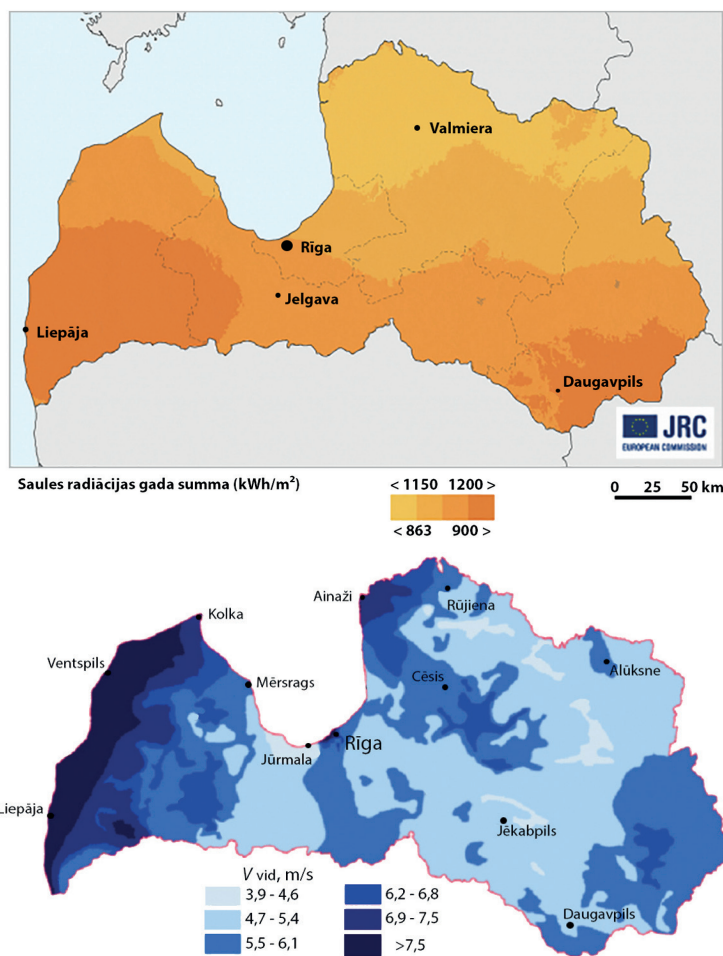 Valmiera
Rīga
Jelgava
Liepāja
Daugavpils
JRC
EUROPEAN COMMISSION
Saules radiācijas gada summa (kWh/m²)
< 1150 1200 >
< 863 900 >
0 25 50 km
Ainaži
Rūjiena
Kolka
Ventspils
Mērsrags
Cēsis
Alūksne
Rīga
Jūrmala
Liepāja
Jēkabpils
V vid, m/s
3,9 - 4,6
6,2 - 6,8
4,7 - 5,4
6,9 - 7,5
5,5 - 6,1
>7,5
Daugavpils